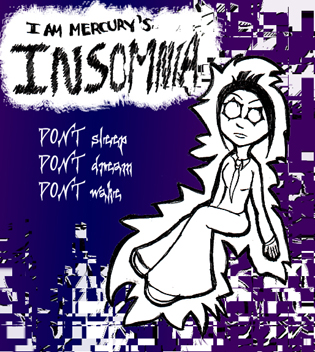 I AM MERCURY'S
INSOMNIA
DON'T sleep
DON'T dream
DON'T wake